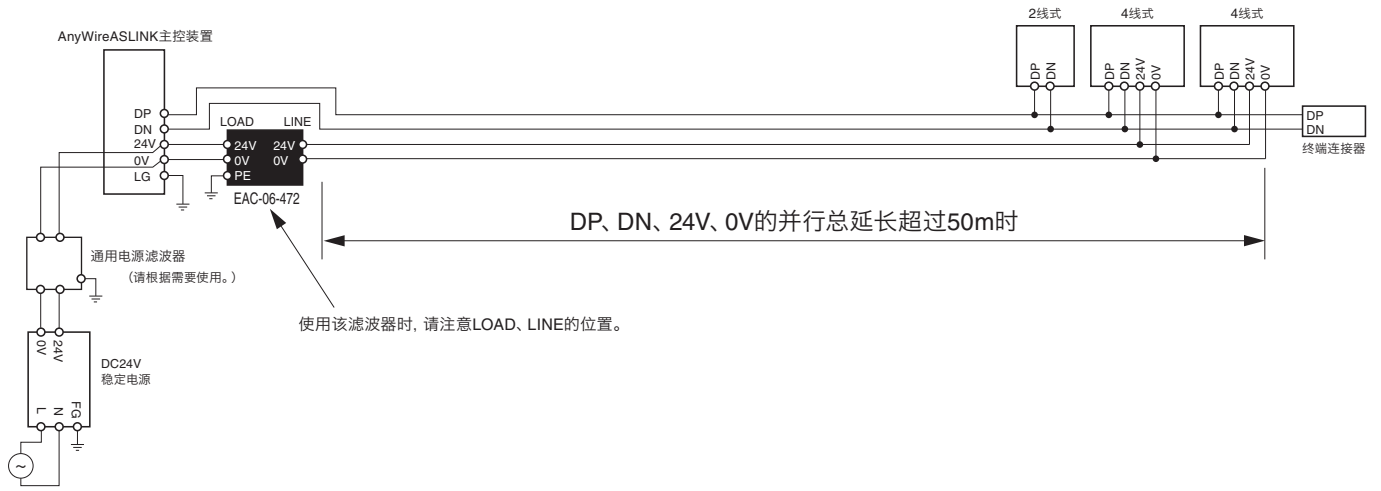 2线式
4线式
4线式
AnyWireASLINK主控装置
DP
DN
24V
0V
DP
DN
24V
0V
DP
DN
DP
DN
24V
0V
LG
LOAD
LINE
24V
24V
0V
0V
PE
EAC-06-472
DP
DN
终端连接器
DP、DN、24V、0V的并行总延长超过50m时
通用电源滤波器
（请根据需要使用。）
使用该滤波器时, 请注意LOAD、LINE的位置。
0V
24V
DC24V
稳定电源
L
N
FG
~